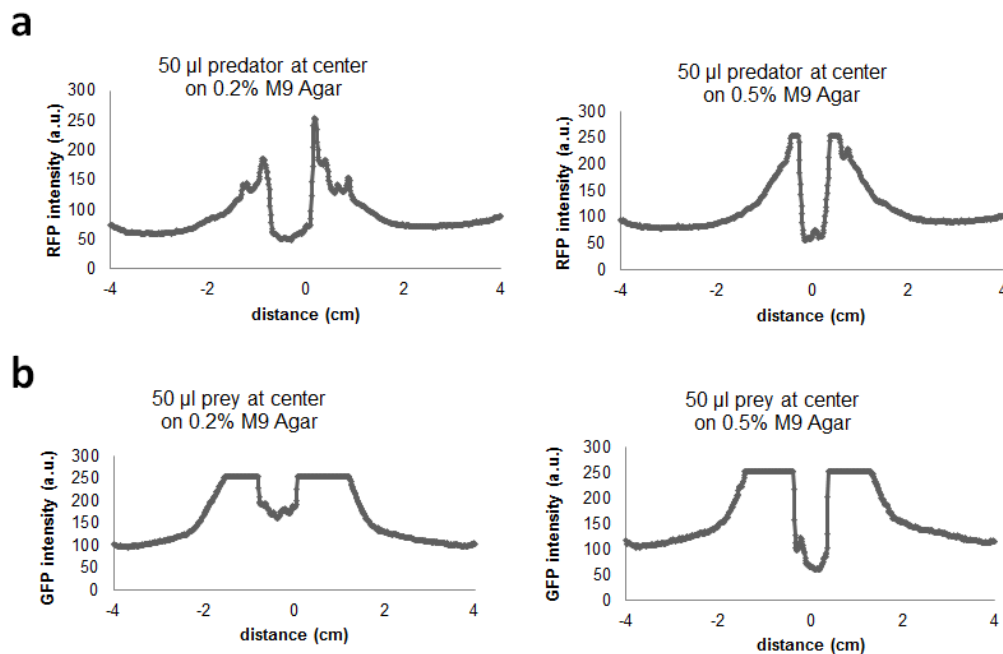 a
50 µl predator at center
on 0.2% M9 Agar
RFP intensity (a.u.)
300
250
200
150
100
50
0
-4 -2 0 2 4
distance (cm)
50 µl predator at center
on 0.5% M9 Agar
RFP intensity (a.u.)
300
250
200
150
100
50
0
-4 -2 0 2 4
distance (cm)
b
50 µl prey at center
on 0.2% M9 Agar
GFP intensity (a.u.)
300
250
200
150
100
50
0
-4 -2 0 2 4
distance (cm)
50 µl prey at center
on 0.5% M9 Agar
GFP intensity (a.u.)
300
250
200
150
100
50
0
-4 -2 0 2 4
distance (cm)